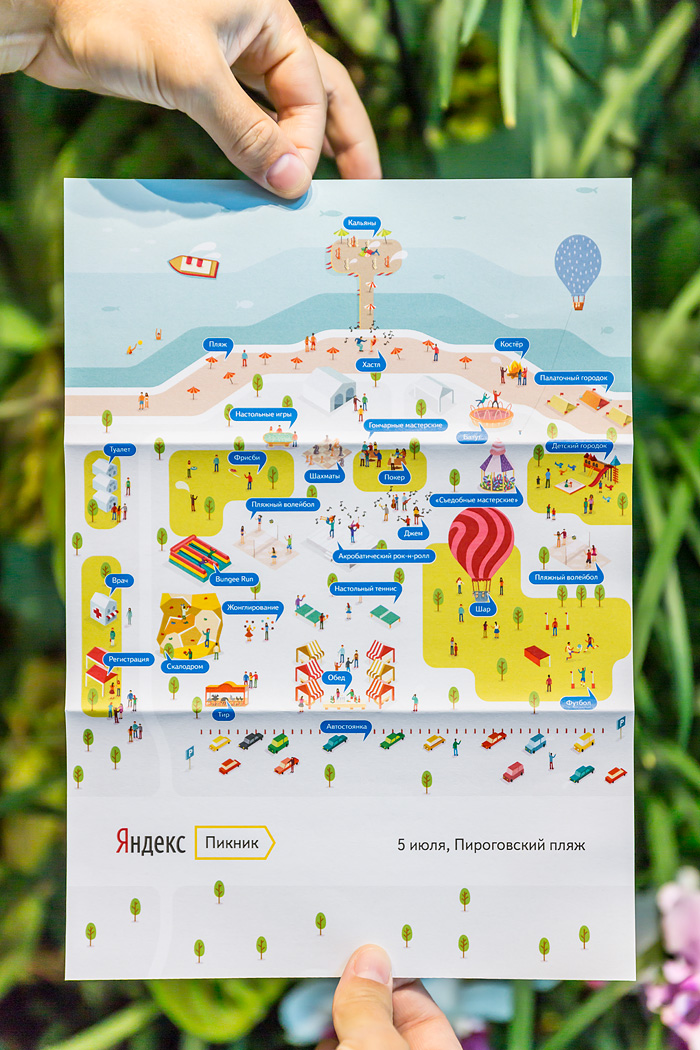 Кальяны
Пляж
Костёр
Хастл
Палаточный городок
Настольные игры
Гончарные мастерские
Батут
Туалет
Детский городок
Фрисби
Шахматы
Покер
Пляжный волейбол
«Съедобные мастерские»
Джем
Акробатический рок-н-ролл
Врач
Bungee Run
Настольный теннис
Пляжный волейбол
Жонглирование
Шар
Регистрация
Скалодром
Обед
Футбол
Тир
Автостоянка
P
P
Яндекс Пикник
5 июля, Пироговский пляж